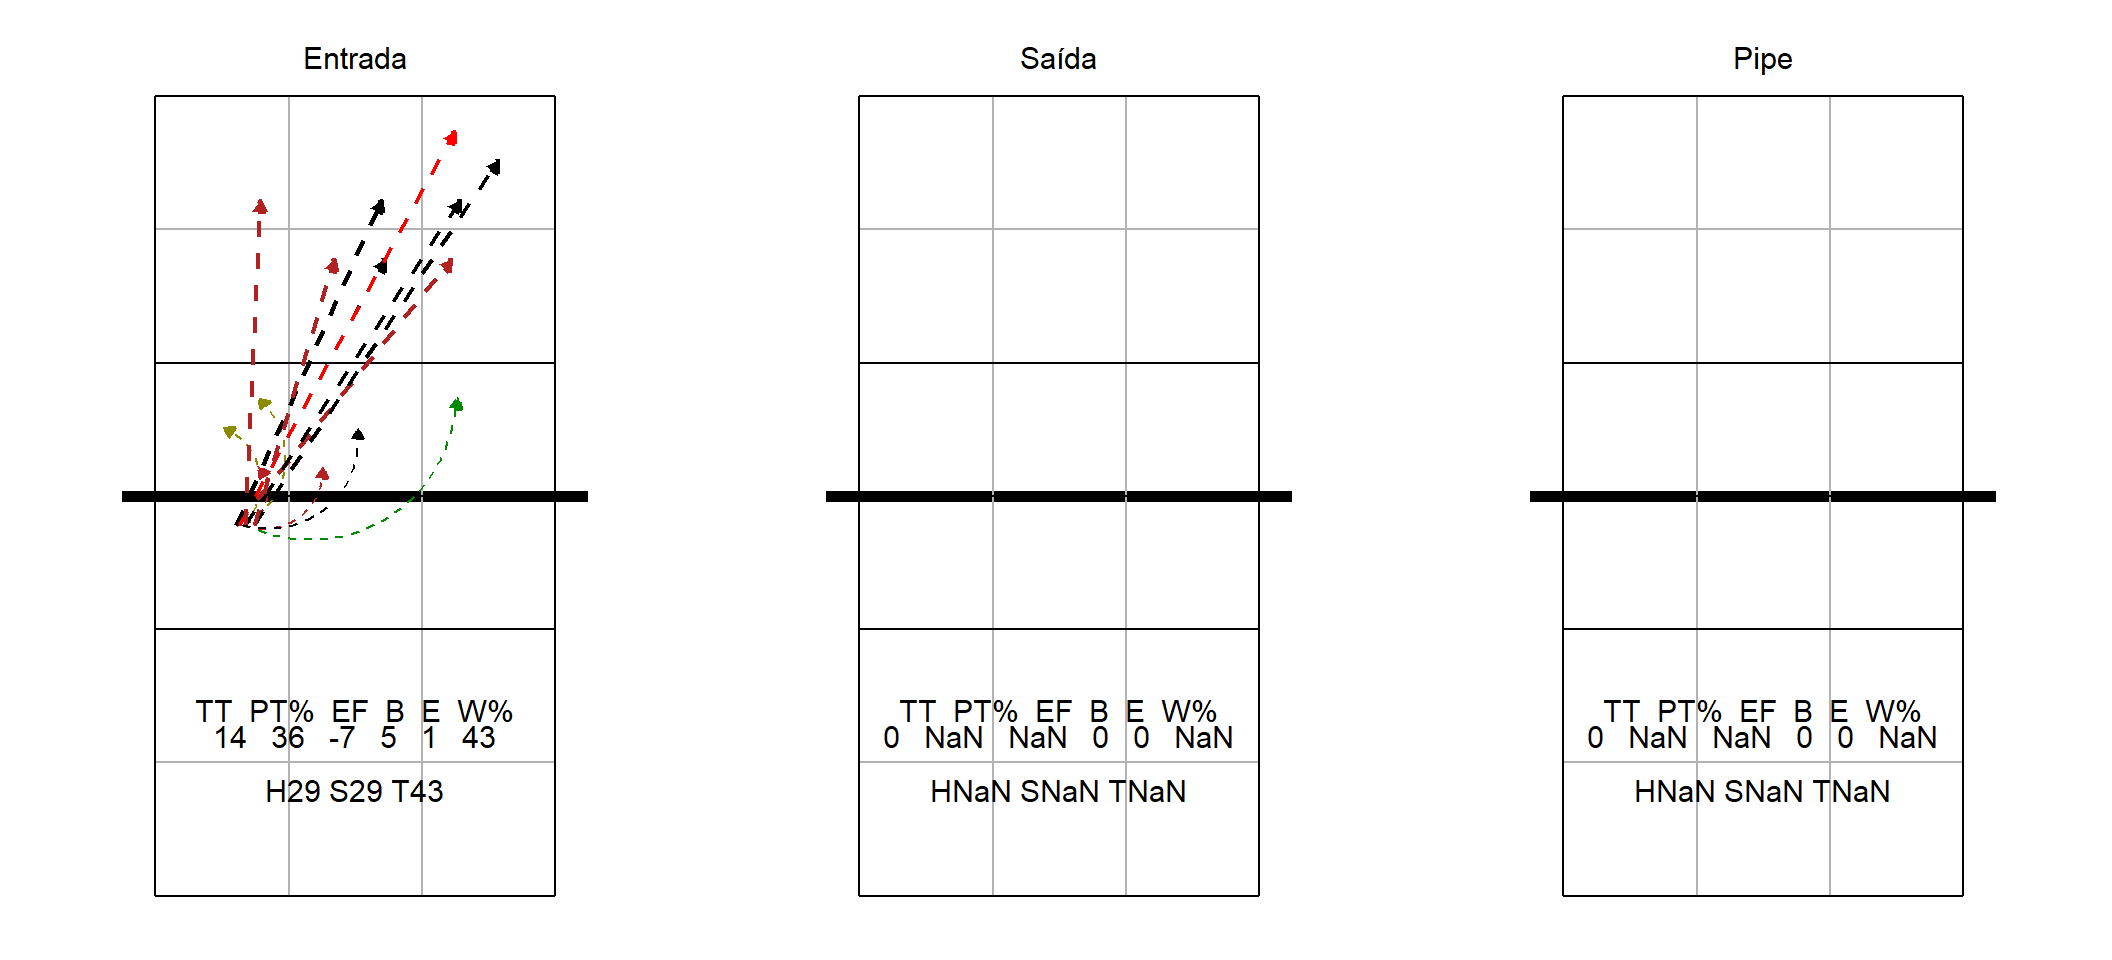 Entrada
TT PT% EF B E W%
14 36 -7 5 1 43
H29 S29 T43
Saída
TT PT% EF B E W%
0 NaN NaN 0 0 NaN
HNaN SNaN TNaN
Pipe
TT PT% EF B E W%
0 NaN NaN 0 0 NaN
HNaN SNaN TNaN